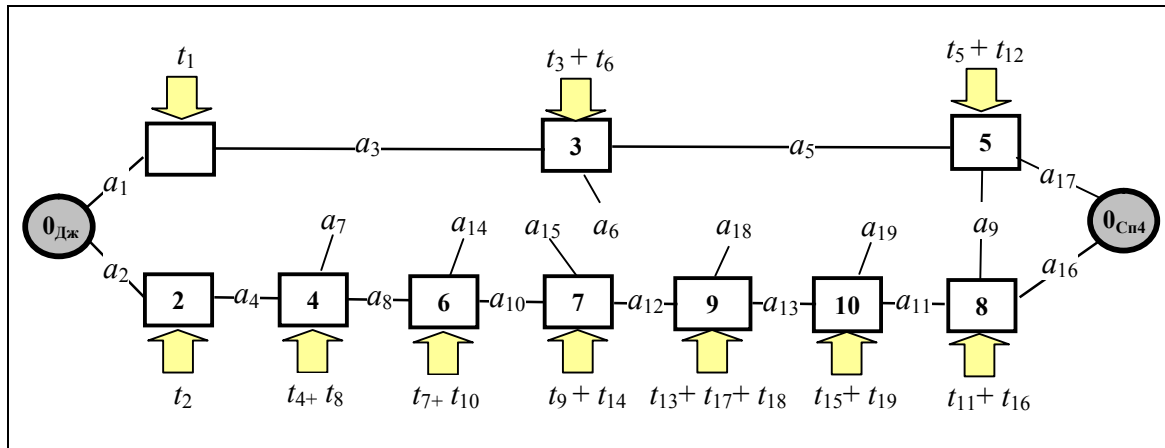 t₁ t₃ + t₆ t₅ + t₁₂
a₃ 3 a₅ 5
a₁ a₁₇
0Дж a₇ a₁₄ a₁₅ a₆ a₁₈ a₁₉ a₉ 0Сп4
a₂ a₁₆
2 a₄ 4 a₈ 6 a₁₀ 7 a₁₂ 9 a₁₃ 10 a₁₁ 8
t₂ t₄₊ t₈ t₇₊ t₁₀ t₉ + t₁₄ t₁₃+ t₁₇+ t₁₈ t₁₅+ t₁₉ t₁₁+ t₁₆